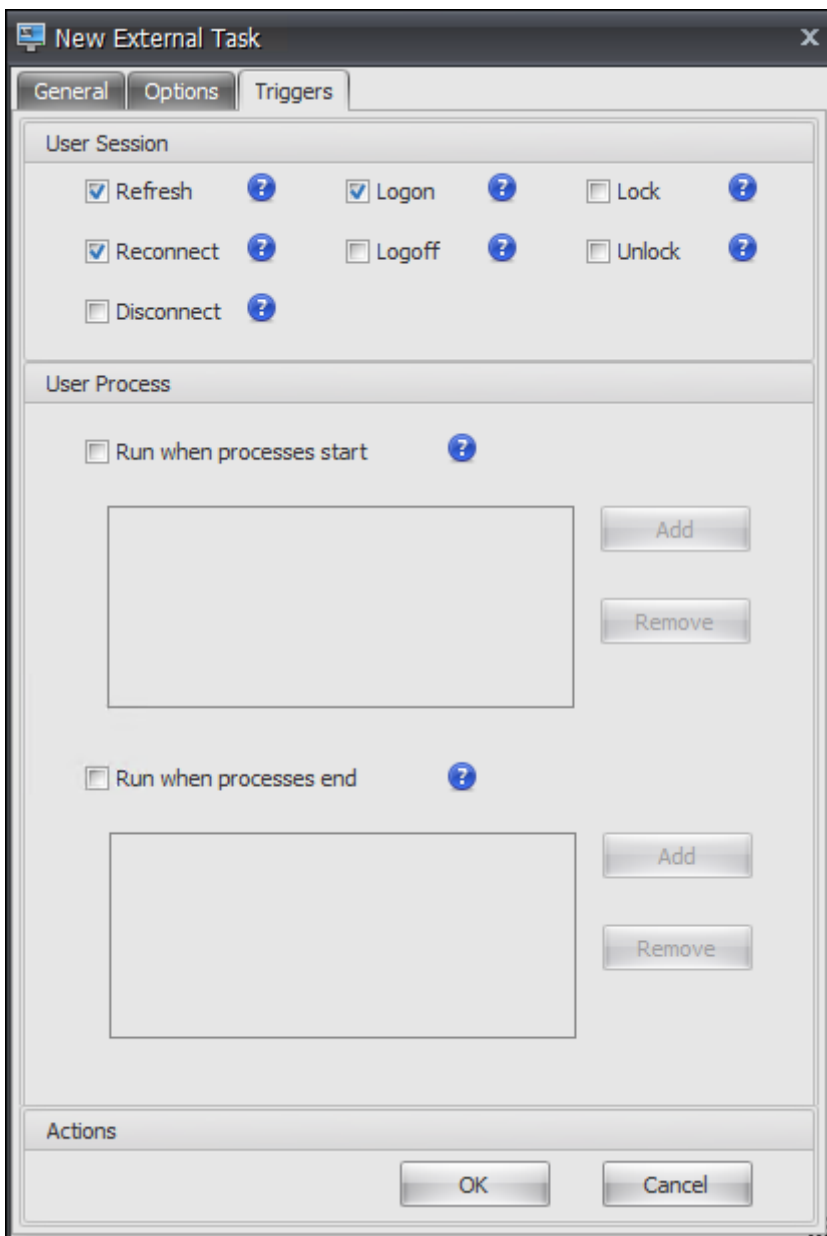 New External Task
General Options Triggers
User Session
Refresh ? Logon ? Lock ?
Reconnect ? Logoff ? Unlock ?
Disconnect ?
User Process
Run when processes start ?
Add
Remove
Run when processes end ?
Add
Remove
Actions
OK Cancel